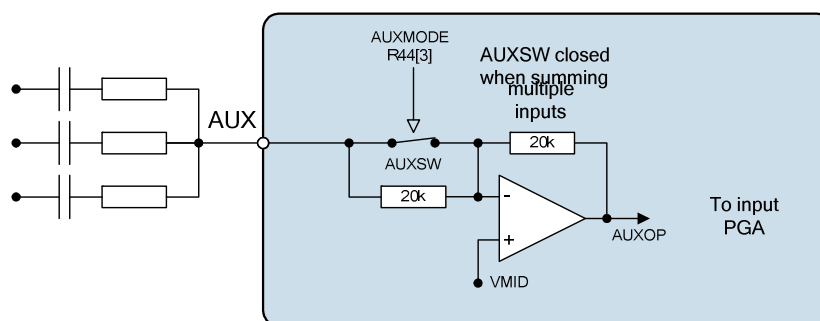 AUXMODE
R44[3]
AUXSW closed
when summing
multiple
inputs
AUX
20k
AUXSW
20k
-
+
To input
PGA
AUXOP
VMID